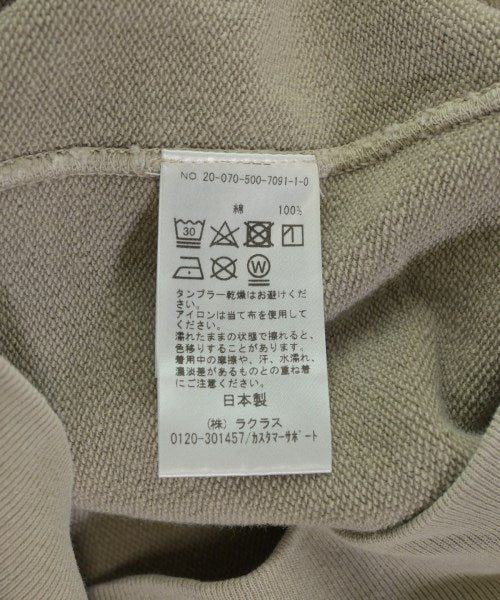 NO. 20-070-500-7091-1-0
綿 100%
30
W
タンブラー乾燥はお避けくだ
さい。
アイロンは当て布を使用して
ください。
濡れたままの状態で擦れると、
色移りすることがあります。
着用中の摩擦や、汗、水濡れ、
濃淡差があるものとの重ね着
にご注意ください。
日本製
(株) ラクラス
0120-301457/カスタマーサポート